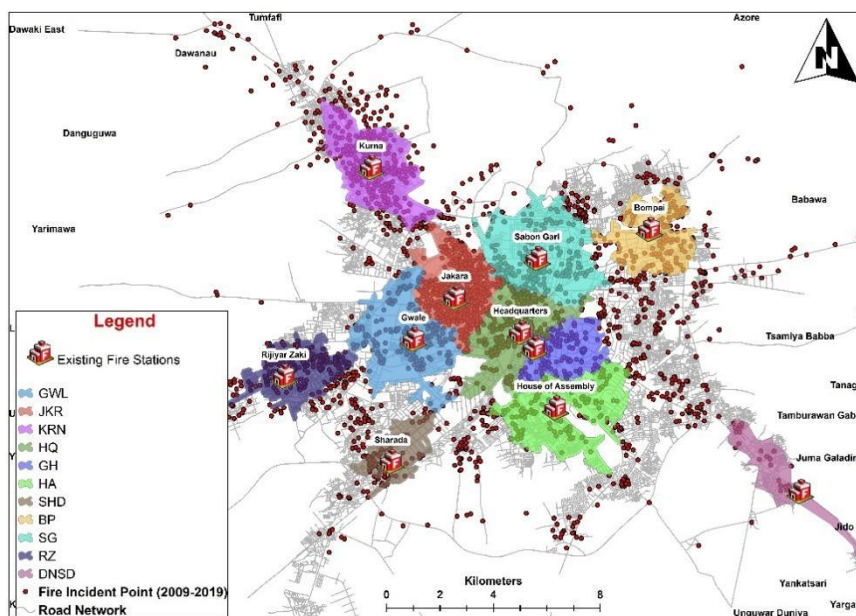 Tumfafi
Azore
Dawaki East
Dawanau
N
Danguguwa
Kurna
Babawa
Bompai
Yarimawa
Sabon Gari
Jakara
Headquarters
Gwale
Tsamiya Babba
Rijiyar Zaki
House of Assembly
Tanag
Tamburawan Gab
Sharada
Juma Galadin
Jido
Yankatsari
Unguwar Duniya
Yarga
Legend
Existing Fire Stations
GWL
JKR
KRN
HQ
GH
HA
SHD
BP
SG
RZ
DNSD
Fire Incident Point (2009-2019)
Road Network
L
U
Y
K
Kilometers
0 1 2 4 6 8